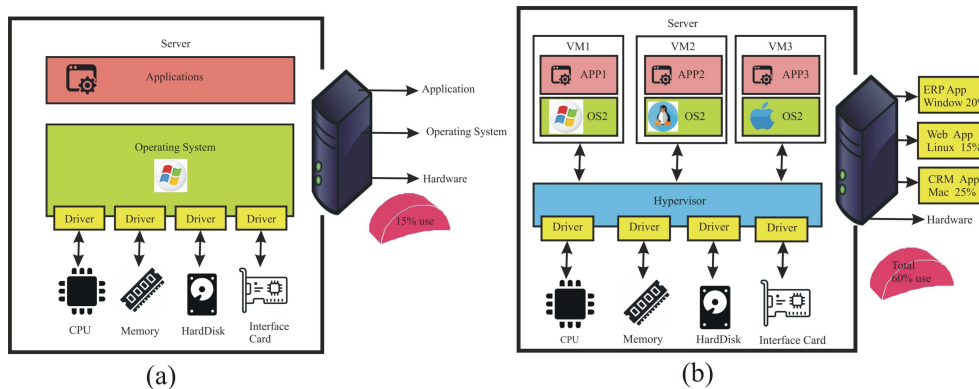 Server
Applications
Application
Operating System
Operating System
Hardware
15% use
Driver Driver Driver Driver
CPU Memory HardDisk Interface
Card
(a)
Server
VM1 VM2 VM3
APP1 APP2 APP3
OS2 OS2 OS2
ERP App
Window 20%
Web App
Linux 15%
CRM App
Mac 25%
Hypervisor
Hardware
Driver Driver Driver Driver
Total
60% use
CPU Memory HardDisk Interface Card
(b)